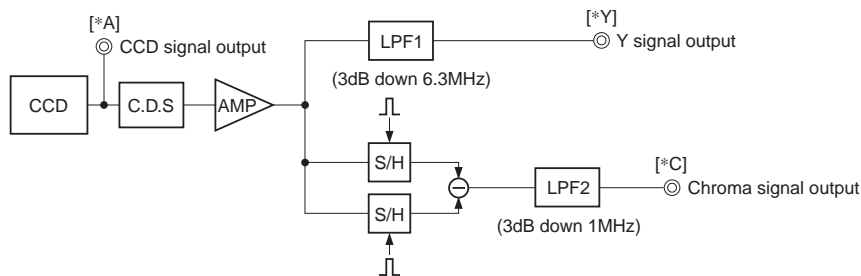 [*A]
CCD signal output
[*Y]
LPF1
Y signal output
(3dB down 6.3MHz)
CCD
C.D.S
AMP
S/H
[*C]
LPF2
Chroma signal output
S/H
(3dB down 1MHz)